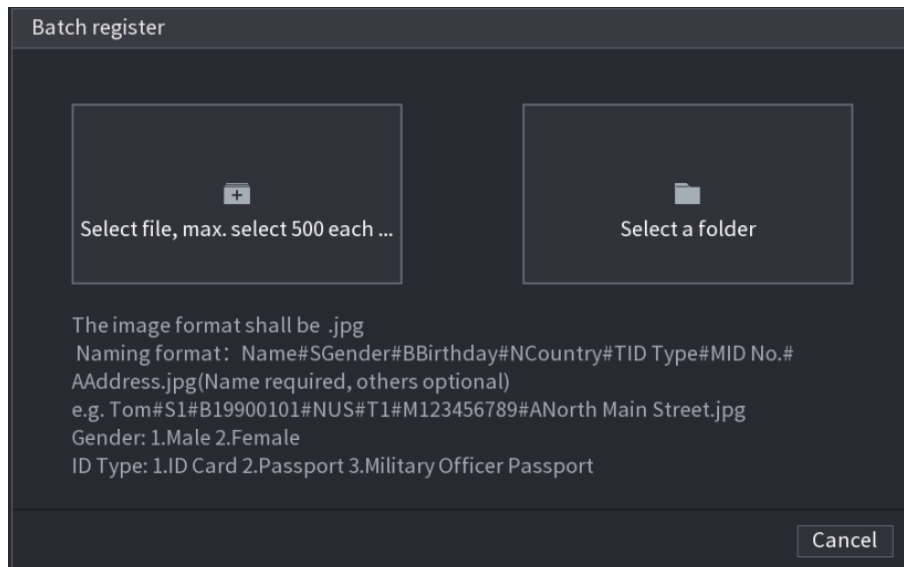 Batch register
Select file, max. select 500 each ...
Select a folder
The image format shall be .jpg
Naming format：Name#SGender#BBirthday#NCountry#TID Type#MID No.#
AAddress.jpg(Name required, others optional)
e.g. Tom#S1#B19900101#NUS#T1#M123456789#ANorth Main Street.jpg
Gender: 1.Male 2.Female
ID Type: 1.ID Card 2.Passport 3.Military Officer Passport
Cancel